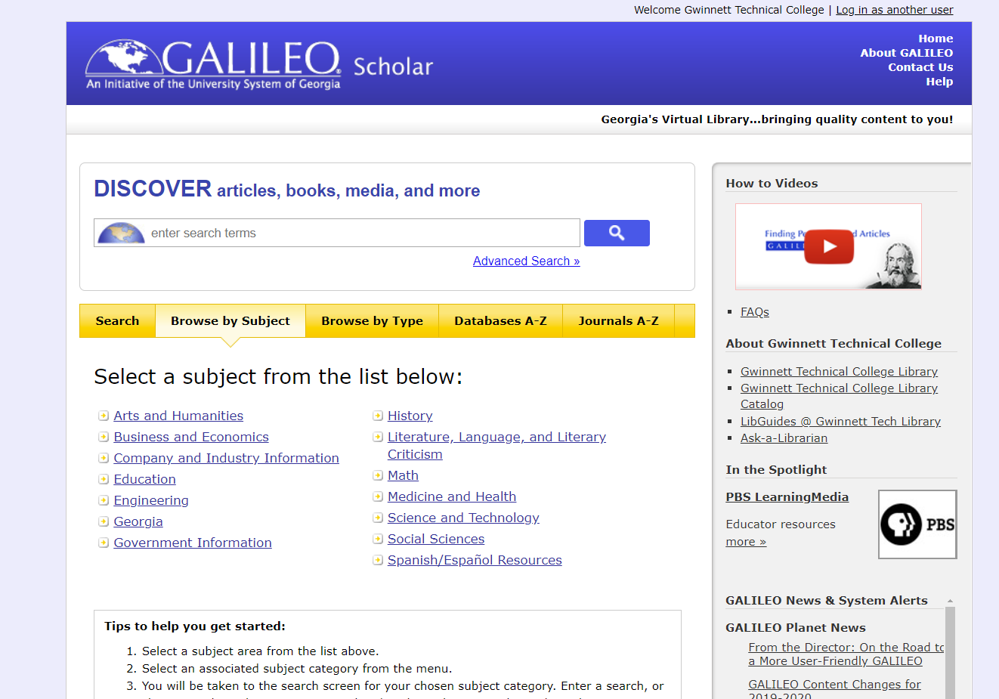 Welcome Gwinnett Technical College | Log in as another user
GALILEO® Scholar
An Initiative of the University System of Georgia
Home
About GALILEO
Contact Us
Help
Georgia's Virtual Library...bringing quality content to you!
DISCOVER articles, books, media, and more
enter search terms
Advanced Search »
Search
Browse by Subject
Browse by Type
Databases A-Z
Journals A-Z
Select a subject from the list below:
Arts and Humanities
Business and Economics
Company and Industry Information
Education
Engineering
Georgia
Government Information
History
Literature, Language, and Literary
Criticism
Math
Medicine and Health
Science and Technology
Social Sciences
Spanish/Español Resources
Tips to help you get started:
1. Select a subject area from the list above.
2. Select an associated subject category from the menu.
3. You will be taken to the search screen for your chosen subject category. Enter a search, or
How to Videos
Finding Articles
FAQs
About Gwinnett Technical College
Gwinnett Technical College Library
Gwinnett Technical College Library
Catalog
LibGuides @ Gwinnett Tech Library
Ask-a-Librarian
In the Spotlight
PBS LearningMedia
Educator resources
more »
PBS
GALILEO News & System Alerts
GALILEO Planet News
From the Director: On the Road to
a More User-Friendly GALILEO
GALILEO Content Changes for
2019-2020